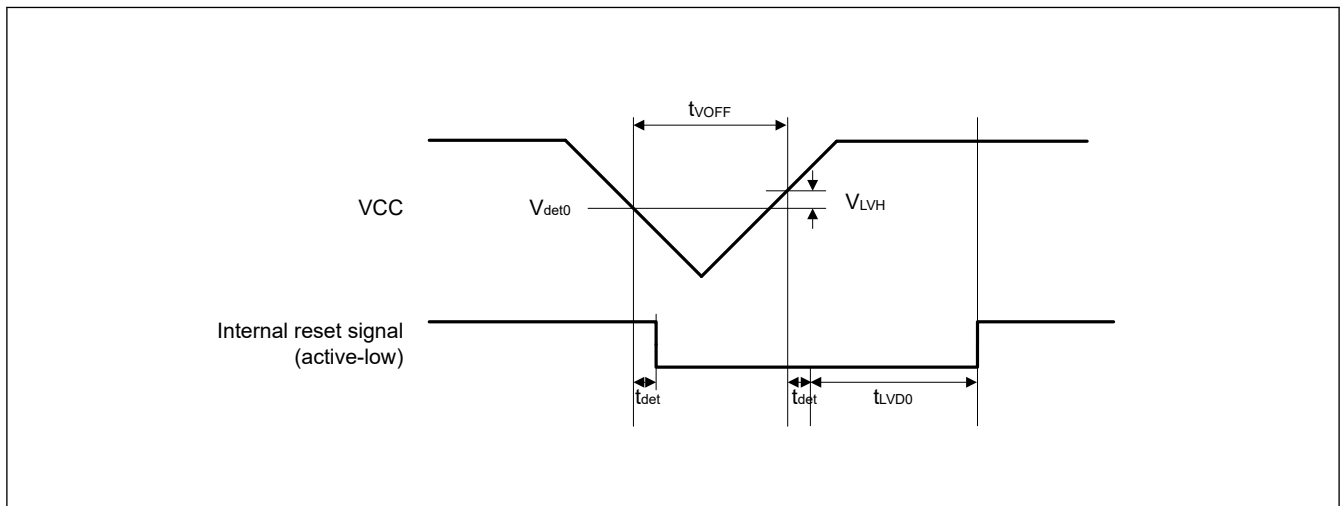 tVOFF
VCC
Vdet0
VLVH
Internal reset signal
(active-low)
tdet
tdet
tLVD0